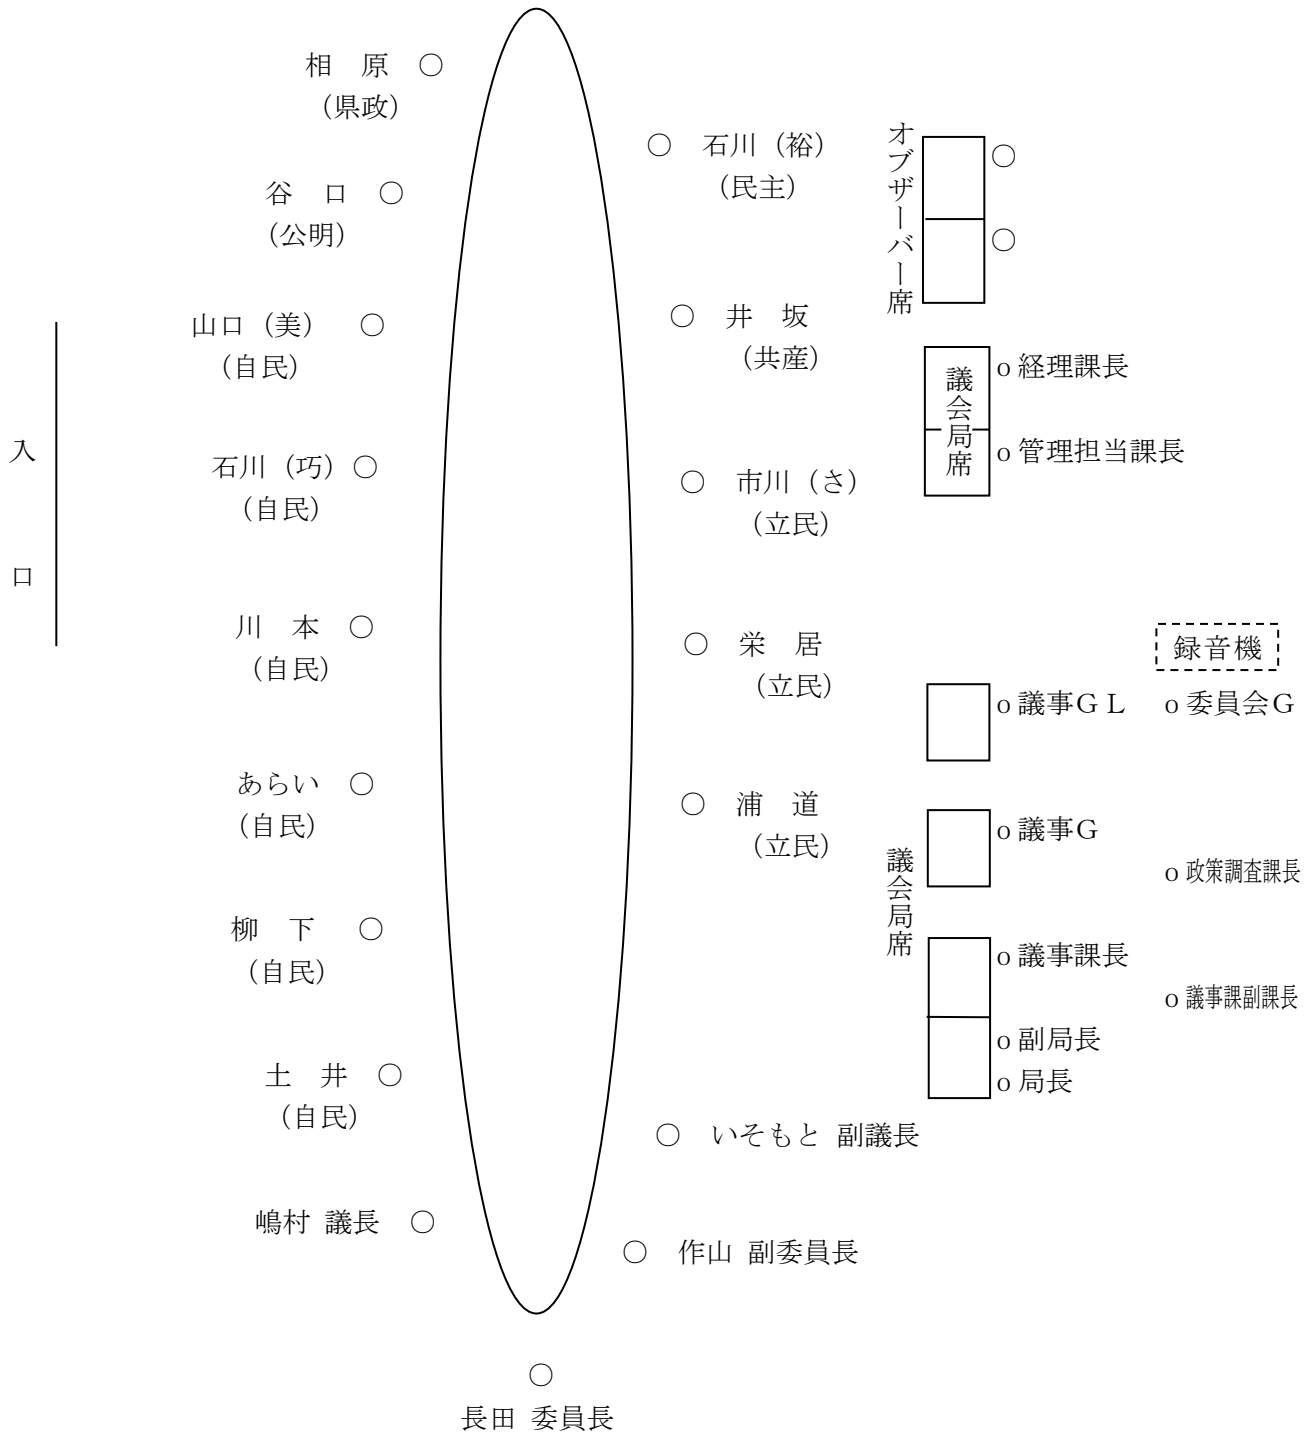 相　原　○
（県政）
谷　口　○
（公明）
山口（美）　○
（自民）
石川（巧）○
（自民）
川　本　○
（自民）
あらい　○
（自民）
柳　下　○
（自民）
土　井　○
（自民）
嶋村 議長　○
○
長田 委員長
○　石川（裕）
（民主）
○　井　坂
（共産）
○　市川（さ）
（立民）
○　栄　居
（立民）
○　浦　道
（立民）
○　いそもと 副議長
○　作山 副委員長
入口
オブザーバー席
○
○
議会局席
o 経理課長
o 管理担当課長
録音機
o 議事ＧＬ
o 委員会Ｇ
o 議事Ｇ
o 政策調査課長
議会局席
o 議事課長
o 議事課副課長
o 副局長
o 局長